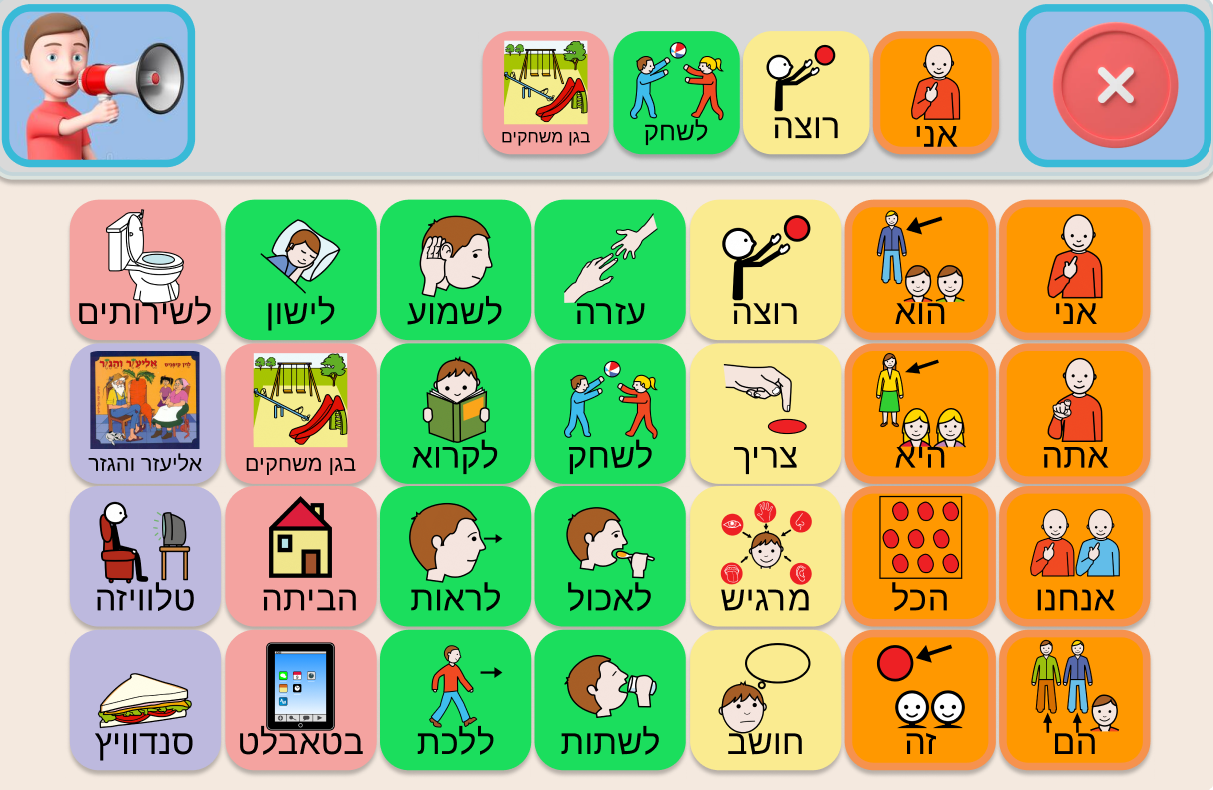 אני
רוצה
לשחק
בגן משחקים
אני
הוא
רוצה
עזרה
לשמוע
לישון
לשירותים
אתה
היא
צריך
לשחק
לקרוא
בגן משחקים
אליעזר והגזר
אנחנו
הכל
מרגיש
לאכול
לראות
הביתה
טלוויזה
הם
זה
חושב
לשתות
ללכת
בטאבלט
סנדוויץ